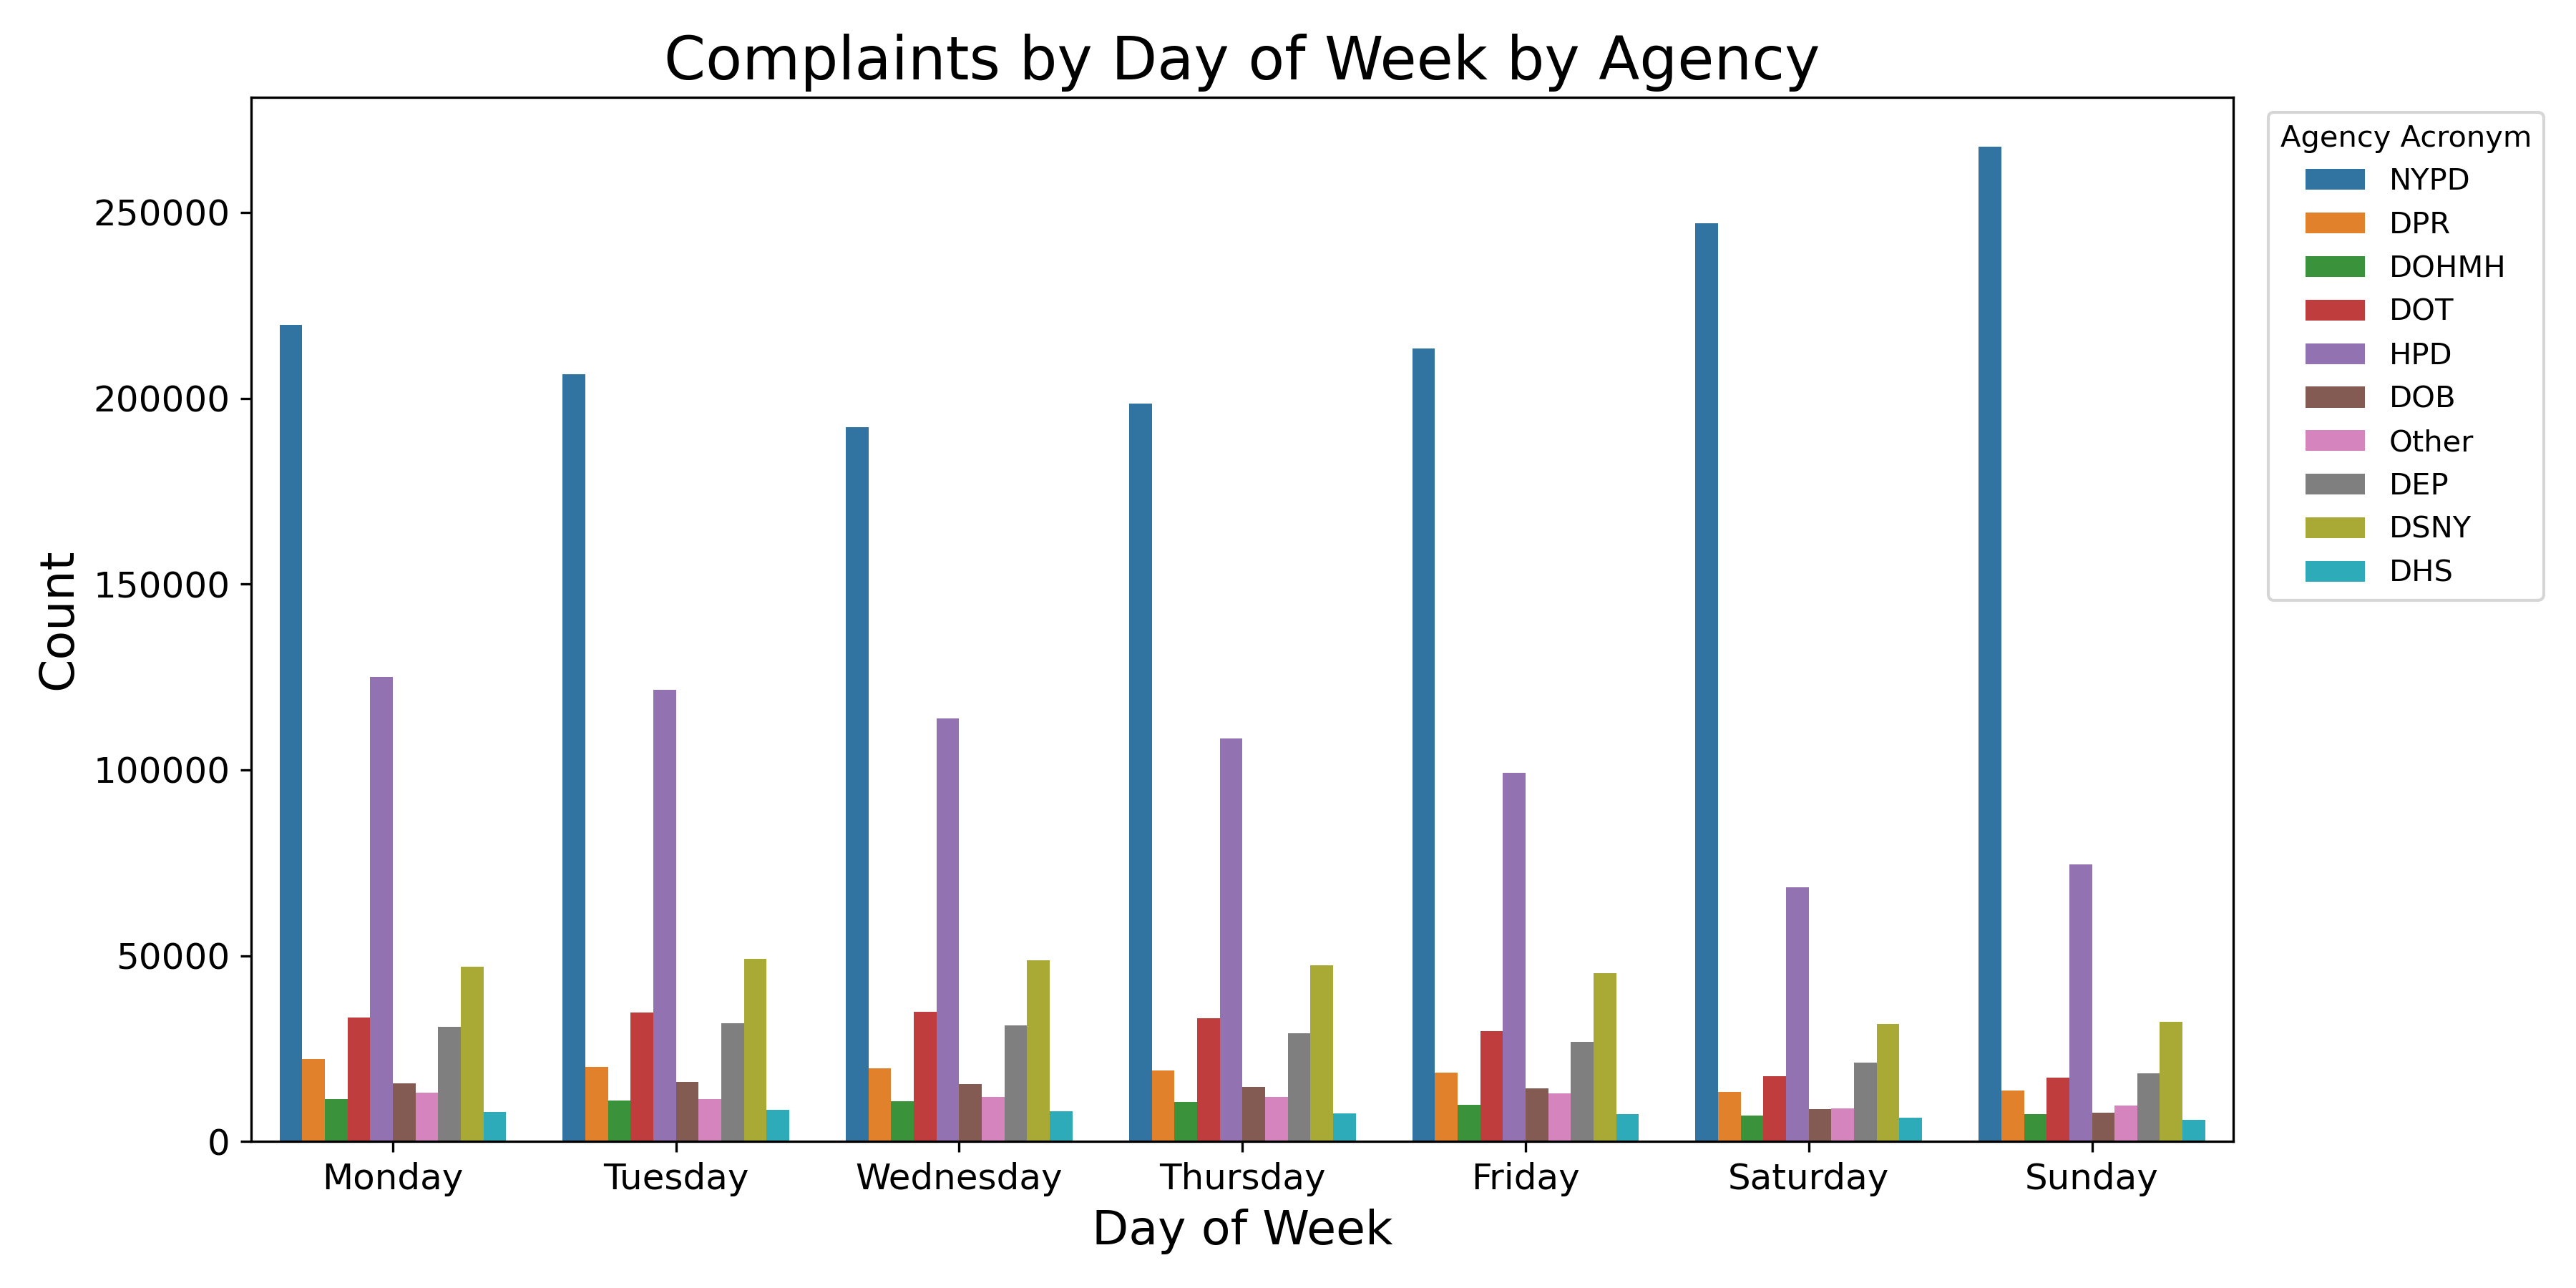 Complaints by Day of Week by Agency
Agency Acronym
NYPD
DPR
DOHMH
DOT
HPD
DOB
Other
DEP
DSNY
DHS
Count
250000
200000
150000
100000
50000
0
Monday Tuesday Wednesday Thursday Friday Saturday Sunday
Day of Week